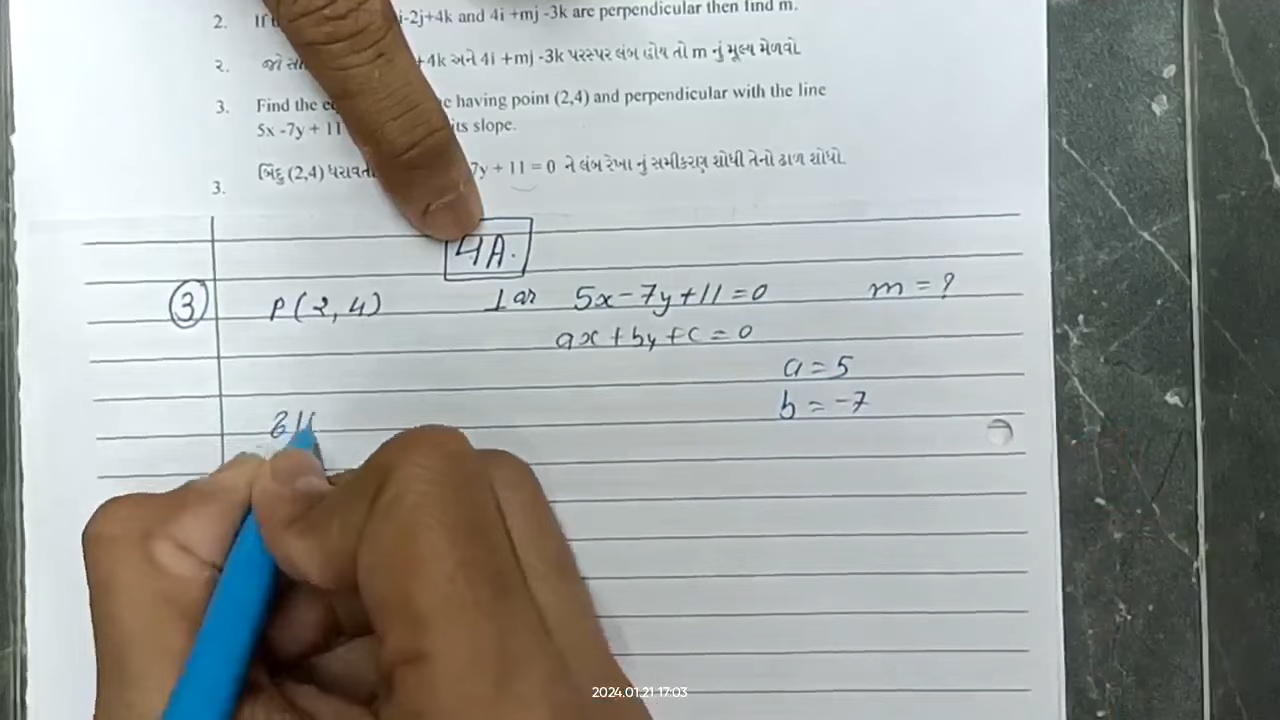 2. If i-2j+4k and 4i +mj -3k are perpendicular then find m.
૨. જો +4k અને 4i +mj -3k પરસ્પર લંબ હોય તો m નું મૂલ્ય મેળવો
3. Find the having point (2,4) and perpendicular with the line
5x -7y + 11 its slope.
3. બિંદુ (2,4) ધરાવતી 7y + 11 = 0 ને લંબ રેખા નું સમીકરણ શોધી તેનો ઢાળ શોધો.
4A.
③ P(2, 4) 5x-7y+11=0 m=?
ax+by+c=0
a=5
b=-7
2024.01.21 17:03